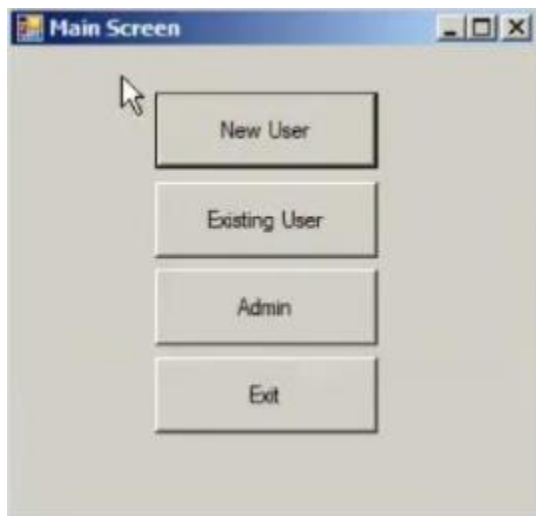 Main Screen
New User
Existing User
Admin
Exit